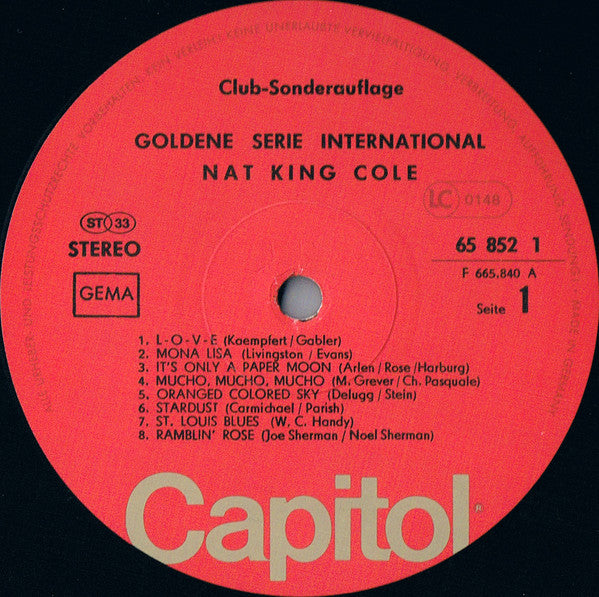 Club-Sonderauflage
GOLDENE SERIE INTERNATIONAL
NAT KING COLE
ST 33
STEREO
GEMA
LC 0148
65 852 1
F 665.840 A
Seite 1
1. L-O-V-E (Kaempfert/Gabler)
2. MONA LISA (Livingston/Evans)
3. IT'S ONLY A PAPER MOON (Arlen/Rose/Harburg)
4. MUCHO, MUCHO, MUCHO (M. Grever/Ch. Pasquale)
5. ORANGED COLORED SKY (Delugg/Stein)
6. STARDUST (Carmichael/Parish)
7. ST. LOUIS BLUES (W. C. Handy)
8. RAMBLIN' ROSE (Joe Sherman/Noel Sherman)
Capitol®